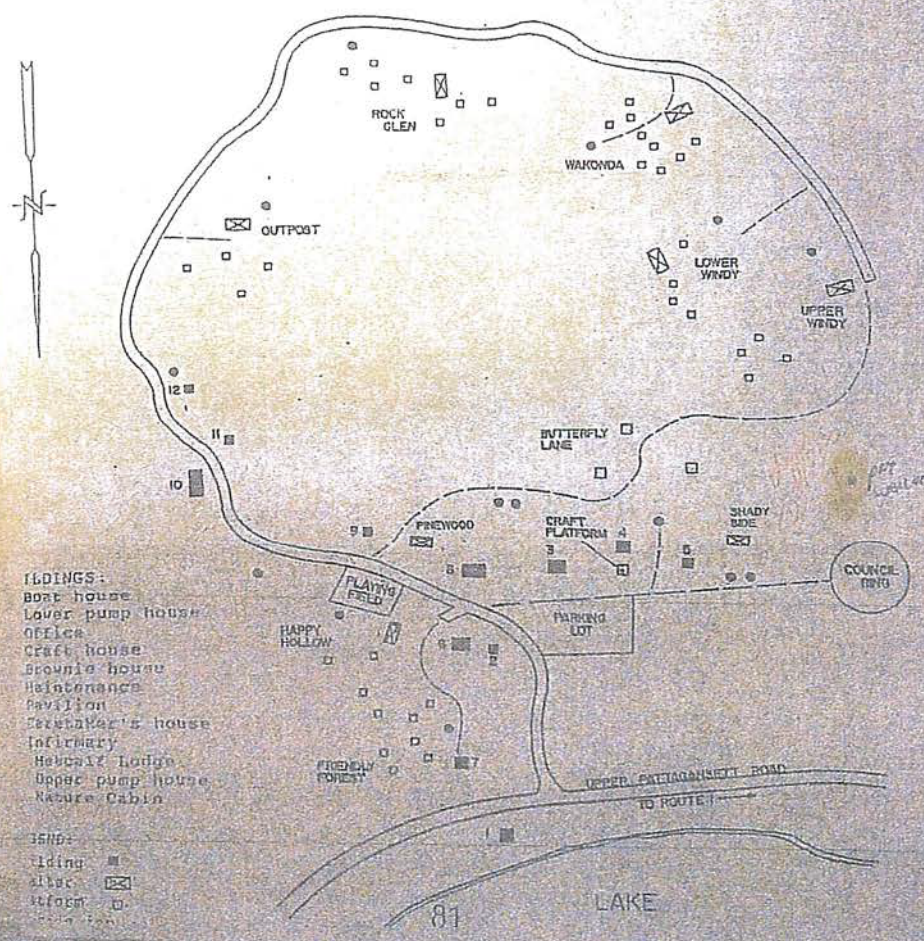 ROCK
GLEN
WAKONDA
N
OUTPOST
LOWER
WINDY
UPPER
WINDY
12
11
10
BUTTERFLY
LANE
9
PINEWOOD
CRAFT
PLATFORM
4
SHADY
SIDE
3
5
8
COUNCIL
RING
PLAYING
FIELD
PARKING
LOT
HAPPY
HOLLOW
6
2
FRIENDLY
FOREST
7
UPPER PATTAGANSETT ROAD
TO ROUTE 1
1
LAKE
81
ILDINGS:
Boat house
Lower pump house
Office
Craft house
Brownie house
Maintenance
Pavilion
Caretaker's house
Infirmary
Metcalf Lodge
Upper pump house
Nature Cabin
ilding
elter
atform